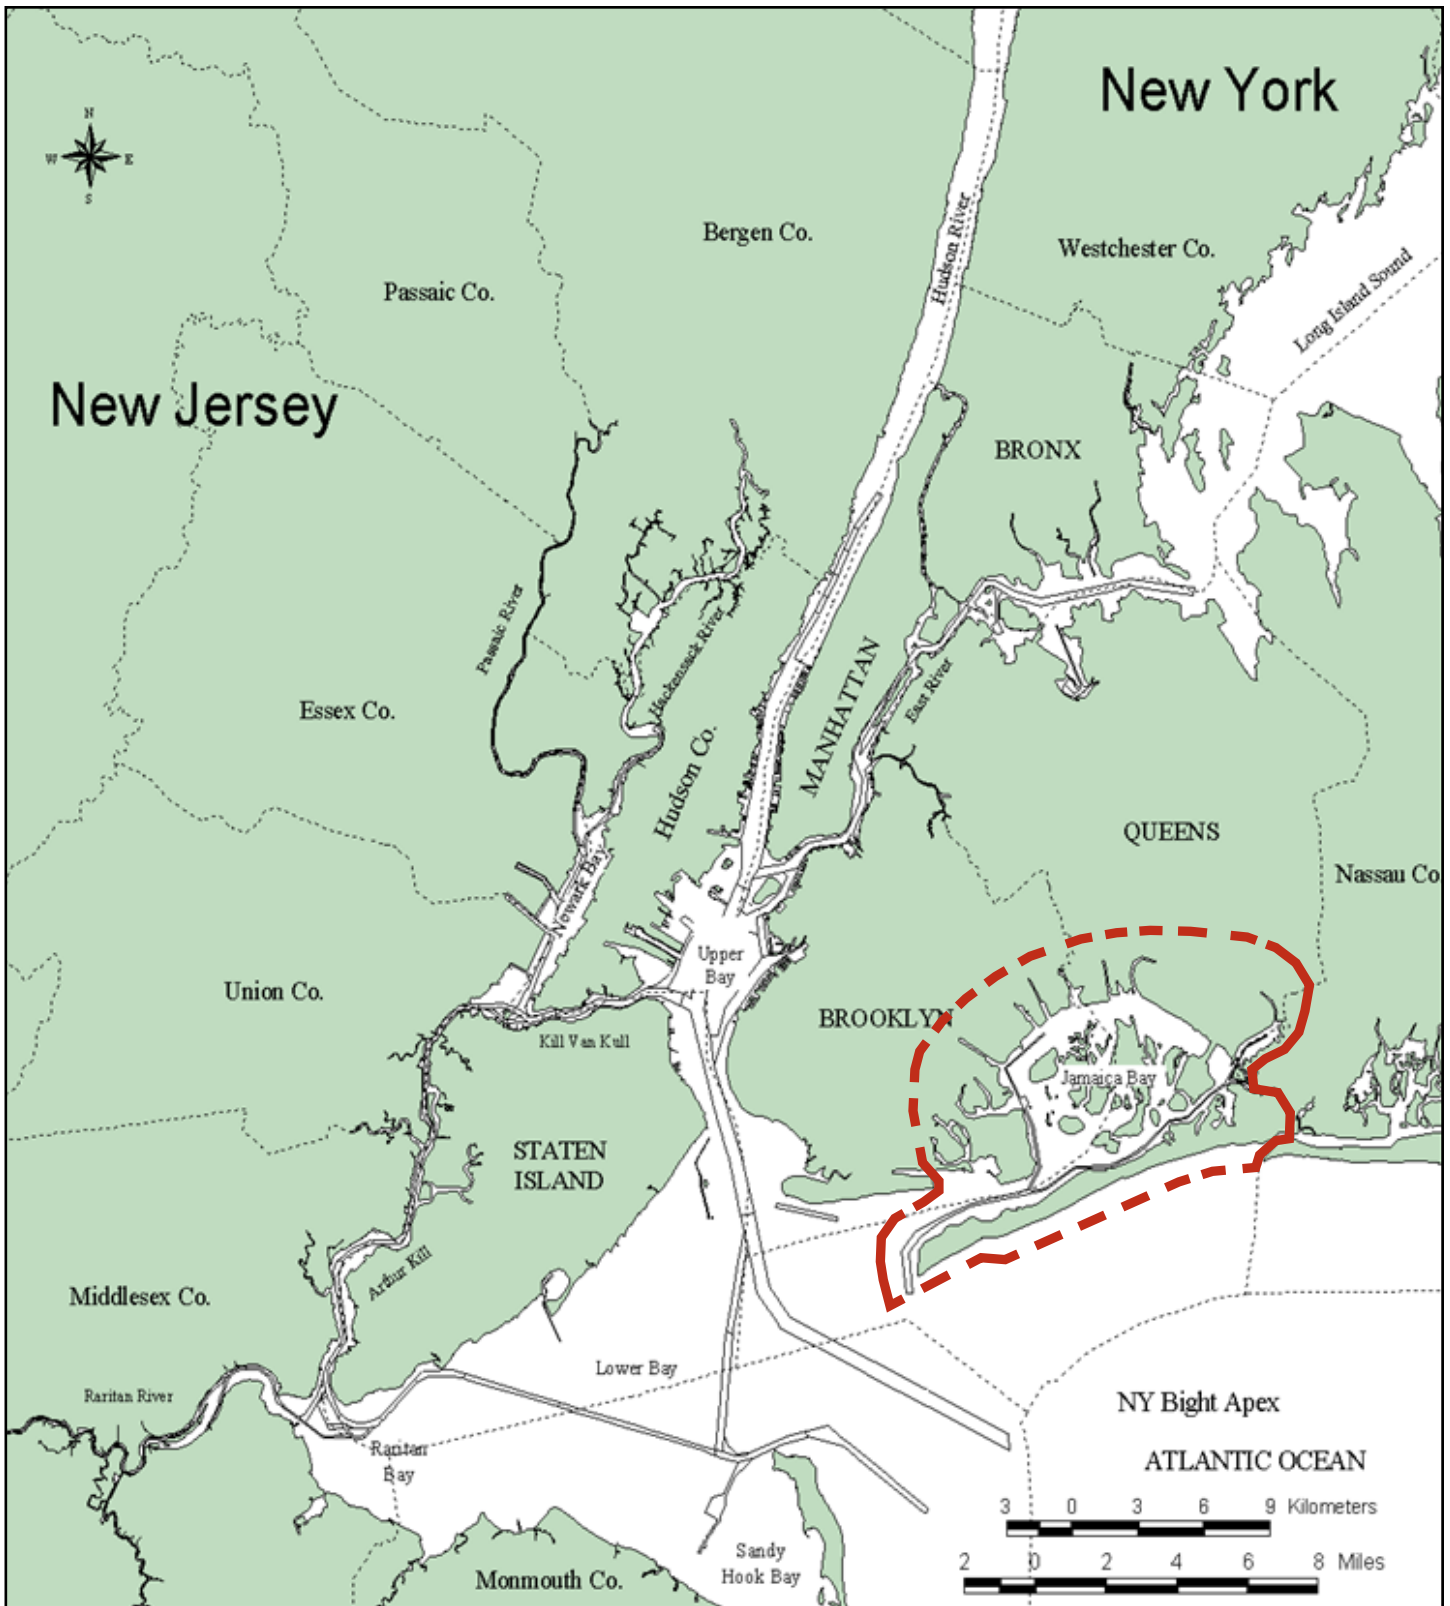 New York
N
W E
S
Hudson River
Bergen Co.
Westchester Co.
Long Island Sound
Passaic Co.
New Jersey
BRONX
Passaic River
Hackensack River
MANHATTAN
East River
Essex Co.
Hudson Co.
QUEENS
Nassau Co
Newark Bay
Upper
Bay
Union Co.
BROOKLYN
Kill Van Kull
Jamaica Bay
STATEN
ISLAND
Arthur Kill
Middlesex Co.
Lower Bay
Raritan River
NY Bight Apex
Raritan
Bay
ATLANTIC OCEAN
3 0 3 6 9 Kilometers
Sandy
Hook Bay
2 0 2 4 6 8 Miles
Monmouth Co.